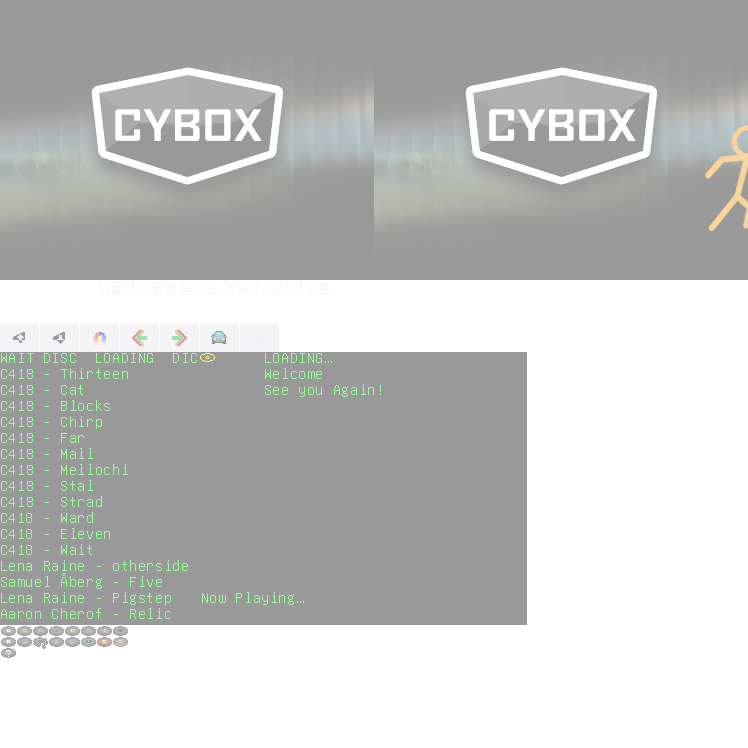 CYBOX CYBOX
사물이 거울에 보이는 것보다 가까이 있음
WAIT DISC LOADING DIC LOADING…
C418 - Thirteen Welcome
C418 - Cat See you Again!
C418 - Blocks
C418 - Chirp
C418 - Far
C418 - Mall
C418 - Mellochi
C418 - Stal
C418 - Strad
C418 - Ward
C418 - Eleven
C418 - Wait
Lena Raine - otherside
Samuel Åberg - Five
Lena Raine - Pigstep Now Playing…
Aaron Cherof - Relic
?